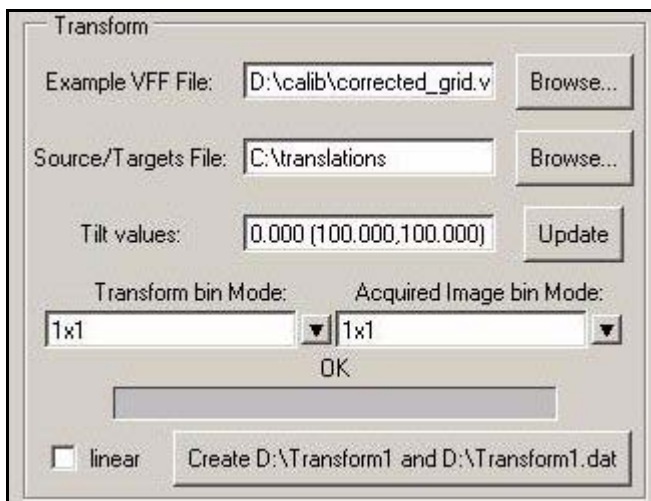 Transform
Example VFF File: D:\calib\corrected_grid.v Browse...
Source/Targets File: C:\translations Browse...
Tilt values: 0.000 (100.000,100.000) Update
Transform bin Mode: Acquired Image bin Mode:
1x1 1x1
OK
linear Create D:\Transform1 and D:\Transform1.dat